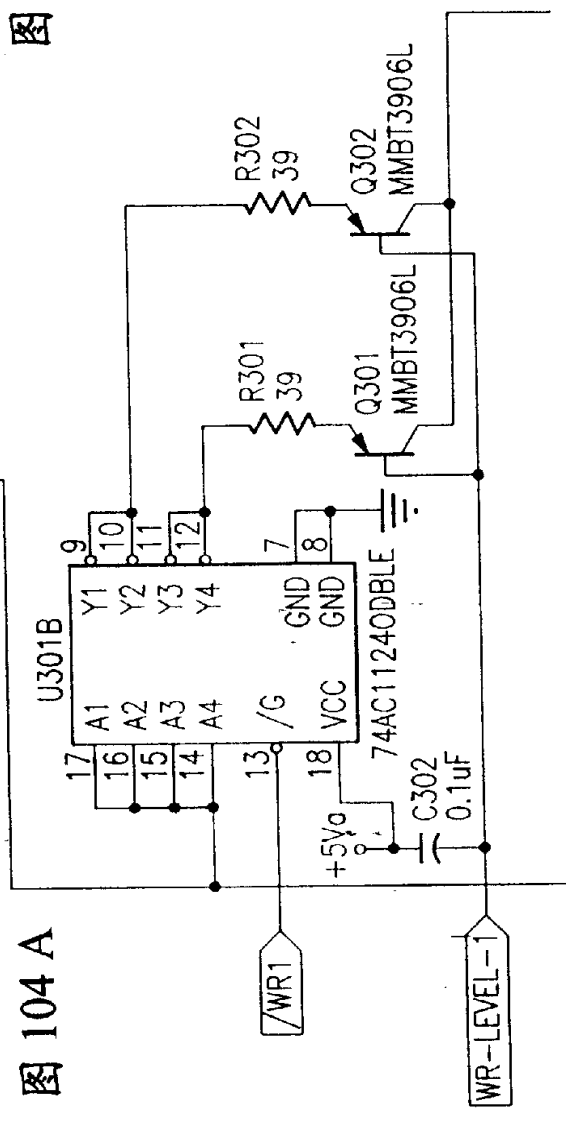 图 104 A
图
U301B
17
16
15
14
13
18
A1
A2
A3
A4
/G
VCC
Y1
Y2
Y3
Y4
GND
GND
9
10
11
12
7
8
74AC11240DBLE
R301
39
R302
39
Q301
MMBT3906L
Q302
MMBT3906L
+5Va
C302
0.1uF
/WR1
WR-LEVEL-1